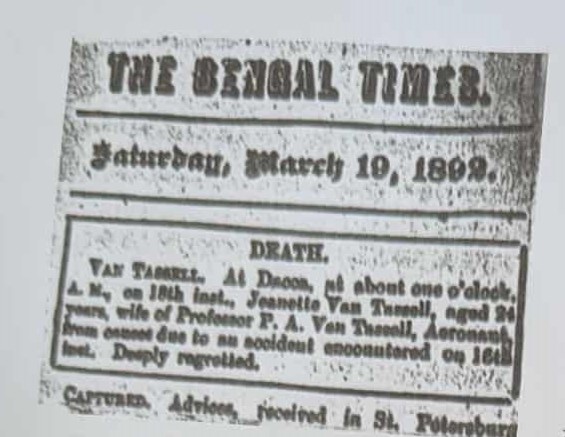 THE BENGAL TIMES.
Saturday, March 19, 1892.
DEATH.
VAN TASSELL. At Dacca, at about one o'clock,
A. M., on 18th inst., Jeanette Van Tassell, aged 24
years, wife of Professor P. A. Van Tassell, Aeronaut,
from causes due to an accident encountered on 16th
inst. Deeply regretted.
CAPTURED. Advices, received in St. Petersburg